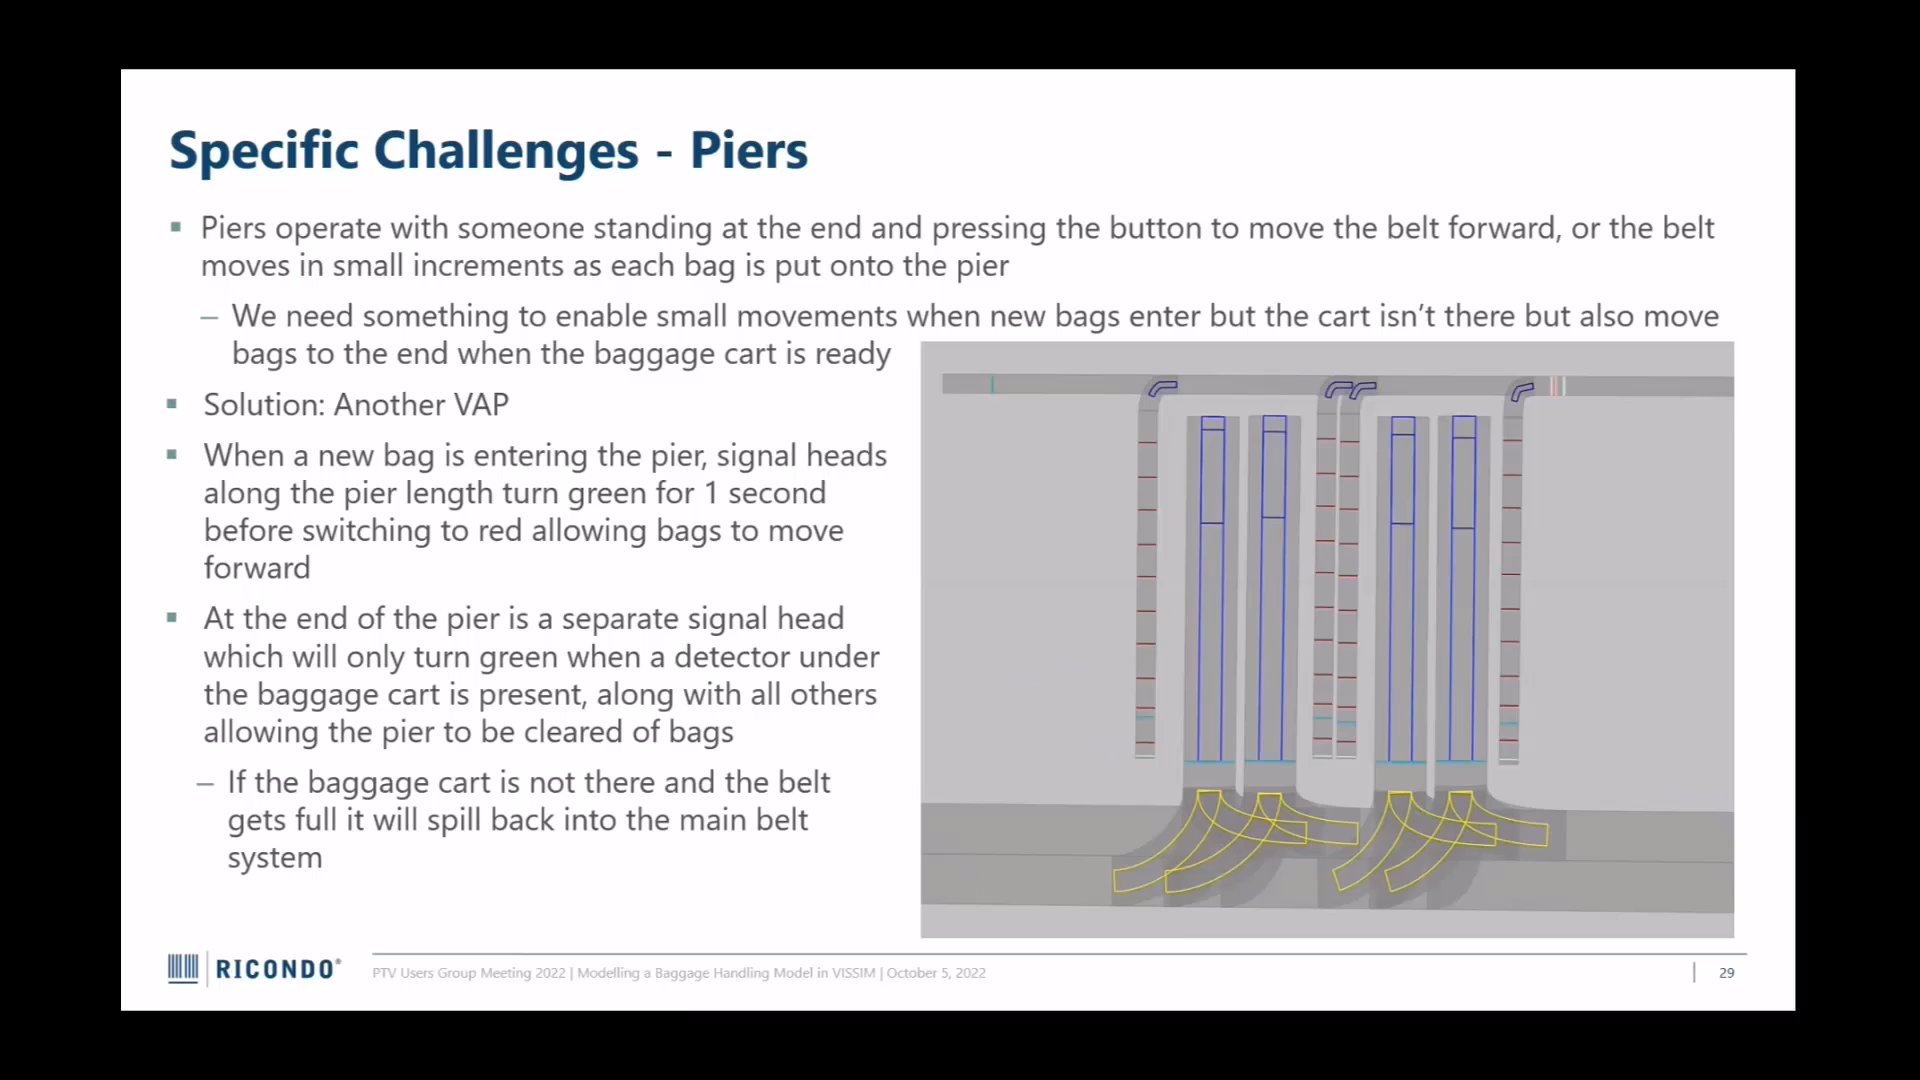 Specific Challenges - Piers
Piers operate with someone standing at the end and pressing the button to move the belt forward, or the belt
moves in small increments as each bag is put onto the pier
– We need something to enable small movements when new bags enter but the cart isn’t there but also move
bags to the end when the baggage cart is ready
Solution: Another VAP
When a new bag is entering the pier, signal heads
along the pier length turn green for 1 second
before switching to red allowing bags to move
forward
At the end of the pier is a separate signal head
which will only turn green when a detector under
the baggage cart is present, along with all others
allowing the pier to be cleared of bags
– If the baggage cart is not there and the belt
gets full it will spill back into the main belt
system
RICONDO®
PTV Users Group Meeting 2022 | Modelling a Baggage Handling Model in VISSIM | October 5, 2022
| 29